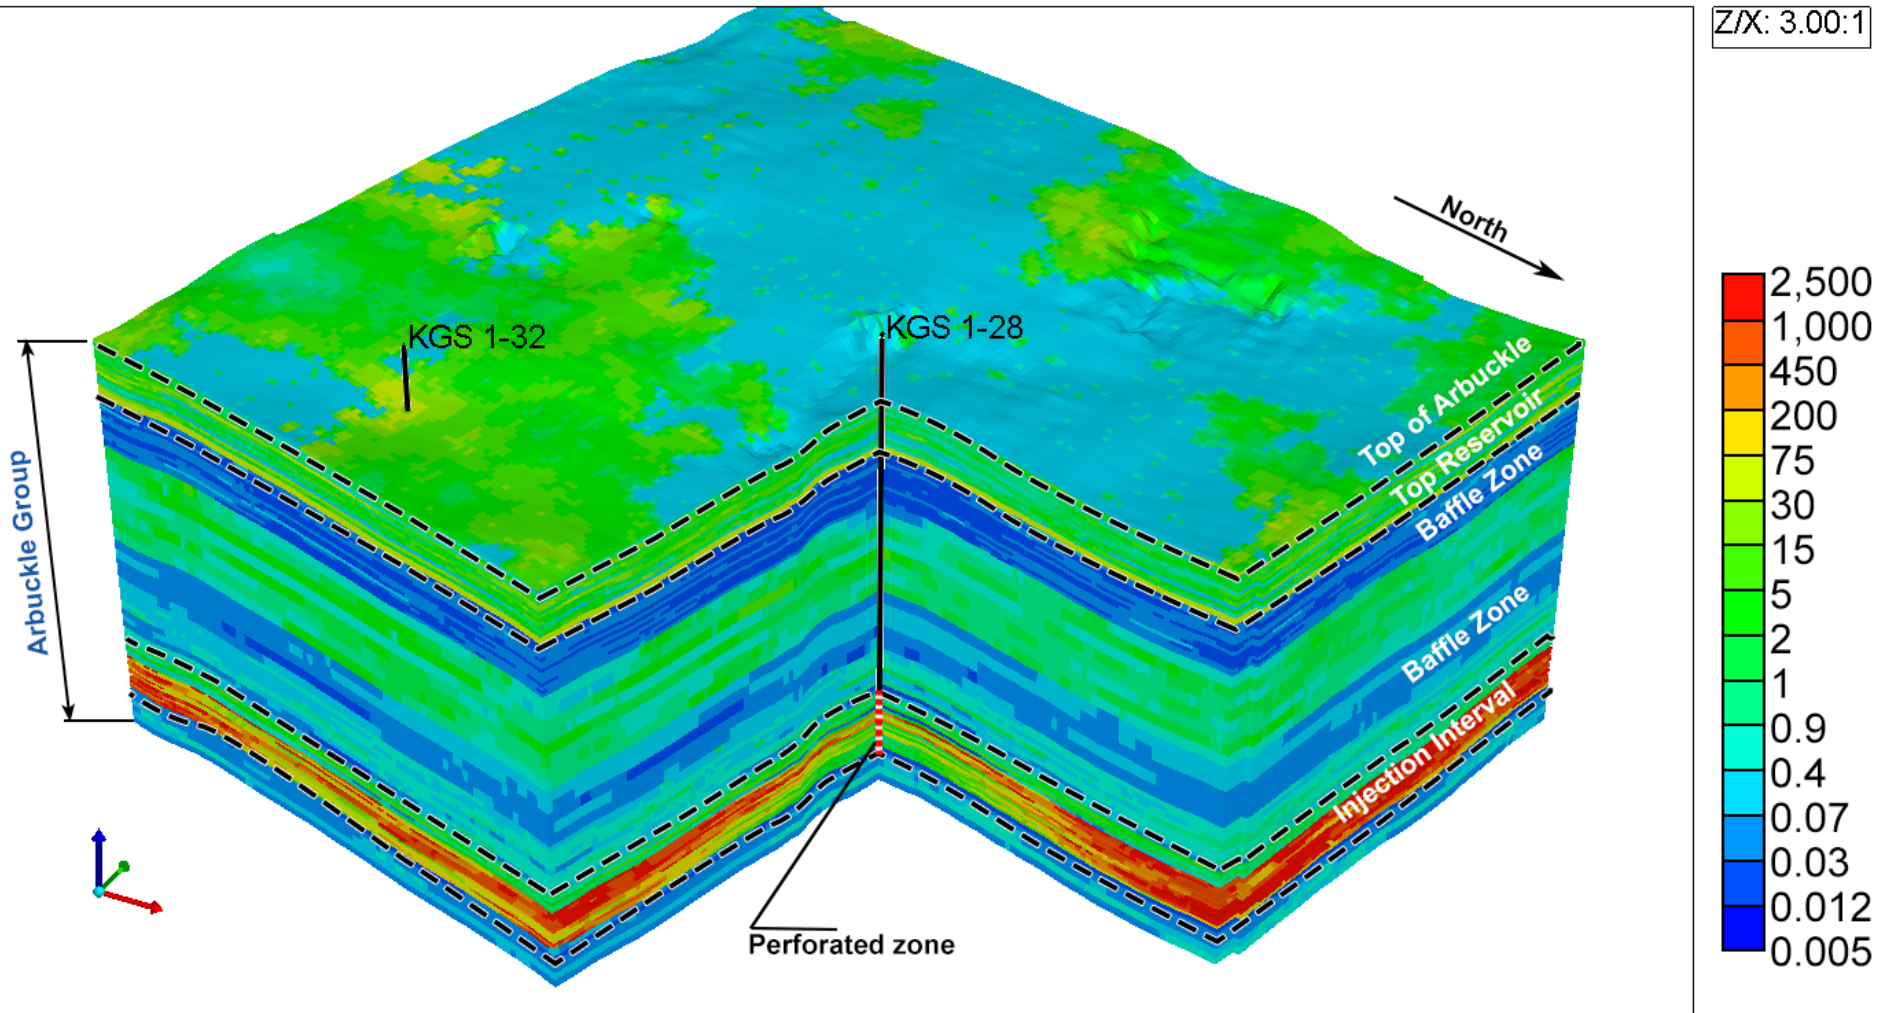 Z/X: 3.00:1
North
KGS 1-32
KGS 1-28
Top of Arbuckle
Top Reservoir
Baffle Zone
Baffle Zone
Injection Interval
Arbuckle Group
Perforated zone
2,500
1,000
450
200
75
30
15
5
2
1
0.9
0.4
0.07
0.03
0.012
0.005